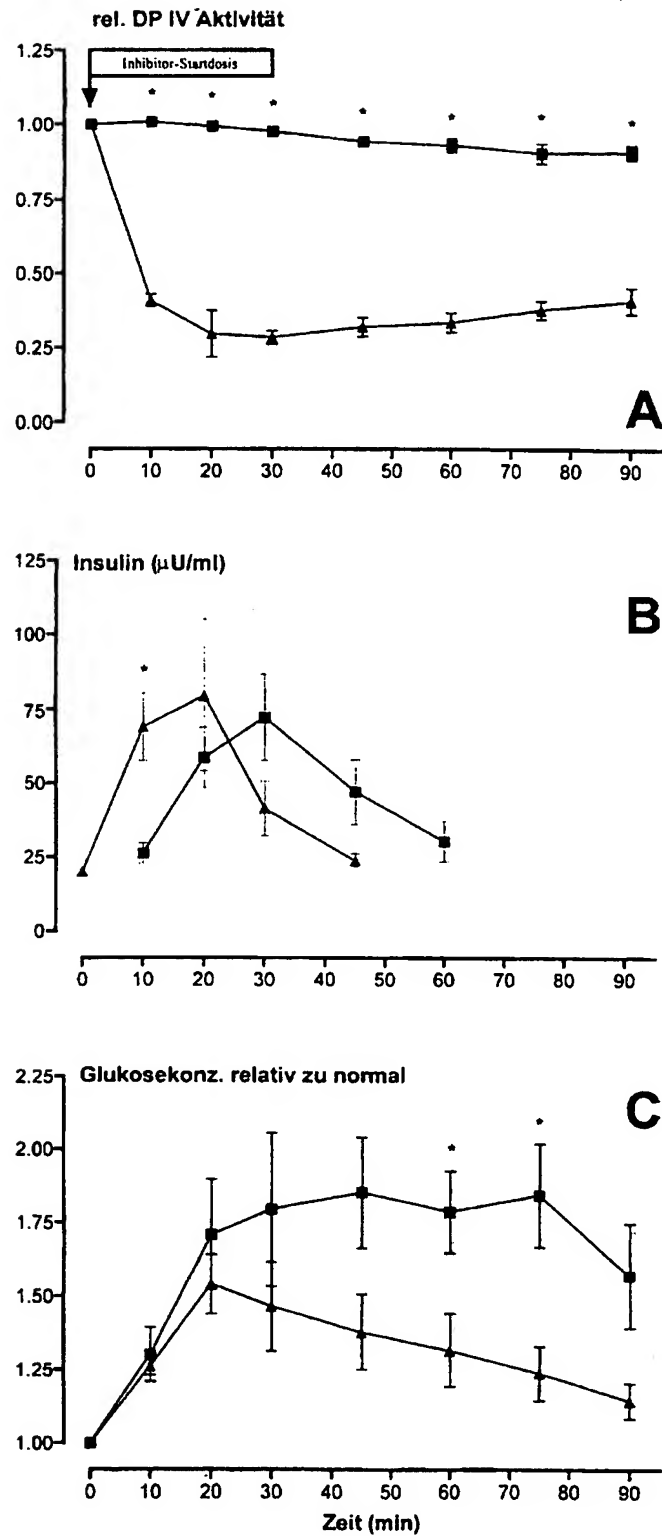 rel. DP IV Aktivität
1.25
Inhibitor-Startdosis
* * * * * * *
1.00
0.75
0.50
0.25
0.00
A
0 10 20 30 40 50 60 70 80 90
125
Insulin (µU/ml)
B
100
*
75
50
25
0
0 10 20 30 40 50 60 70 80 90
2.25
Glukosekonz. relativ zu normal
C
* *
2.00
1.75
1.50
1.25
1.00
0 10 20 30 40 50 60 70 80 90
Zeit (min)